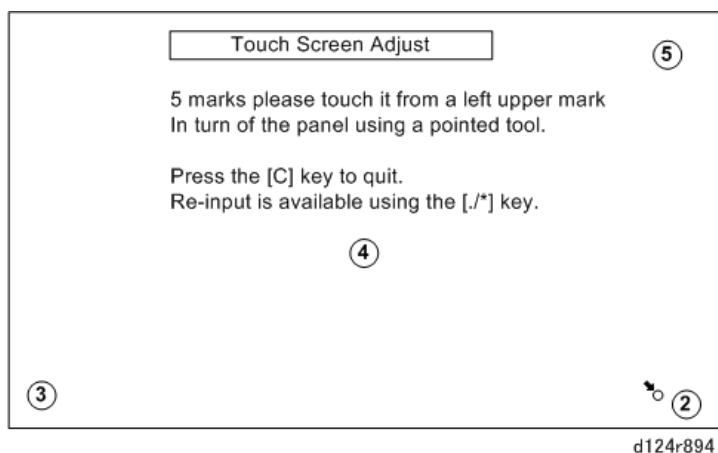 Touch Screen Adjust
5
5 marks please touch it from a left upper mark
In turn of the panel using a pointed tool.
Press the [C] key to quit.
Re-input is available using the [./*] key.
4
3
2
d124r894